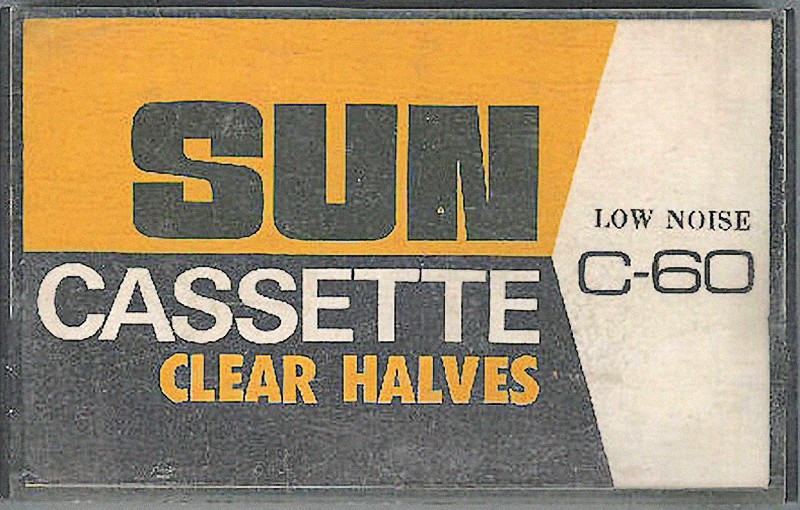 SUN
CASSETTE
CLEAR HALVES
LOW NOISE
C-60